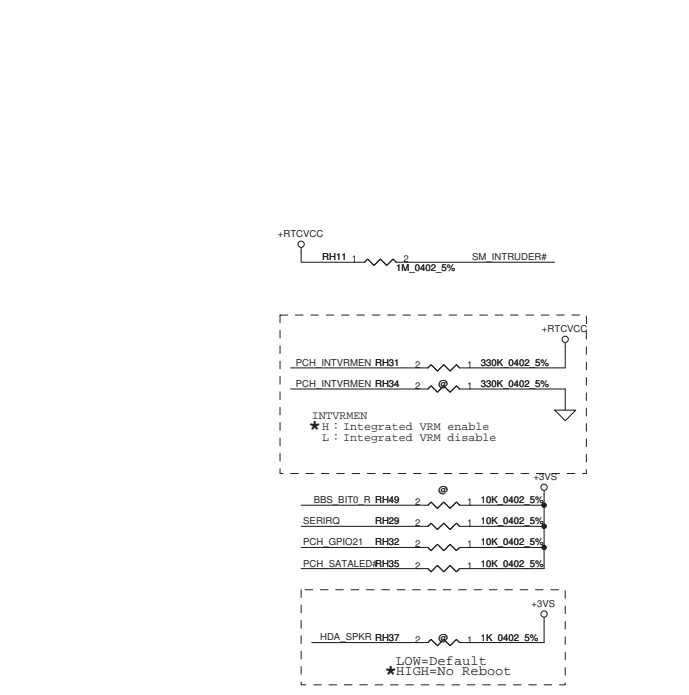 +RTCVCC
RH11 1 2 SM_INTRUDER#
1M_0402_5%
+RTCVCC
PCH_INTVRMEN RH31 2 1 330K_0402_5%
PCH_INTVRMEN RH34 2 @ 1 330K_0402_5%
INTVRMEN
*H：Integrated VRM enable
L：Integrated VRM disable
+3VS
@
BBS_BIT0_R RH49 2 1 10K_0402_5%
SERIRQ RH29 2 1 10K_0402_5%
PCH_GPIO21 RH32 2 1 10K_0402_5%
PCH_SATALED# RH35 2 1 10K_0402_5%
+3VS
HDA_SPKR RH37 2 @ 1 1K_0402_5%
LOW=Default
*HIGH=No Reboot